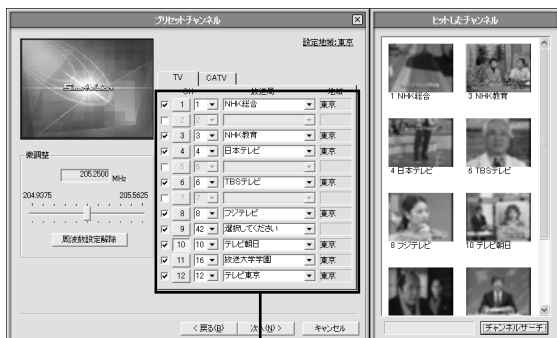 プリセットチャンネル
設定地域:東京
TV CATV
CH 放送局 地域
1 1 NHK総合 東京
2 2
3 3 NHK教育 東京
4 4 日本テレビ 東京
5 5
6 6 TBSテレビ 東京
7 7
8 8 フジテレビ 東京
9 42 選択してください 東京
10 10 テレビ朝日 東京
11 16 放送大学学園 東京
12 12 テレビ東京 東京
微調整
205.2500 MHz
204.9375 205.5625
周波数設定解除
< 戻る(B) 次へ(N) > キャンセル
ヒットしたチャンネル
1 NHK総合 3 NHK教育
4 日本テレビ 6 TBSテレビ
8 フジテレビ 10 テレビ朝日
チャンネルサーチ